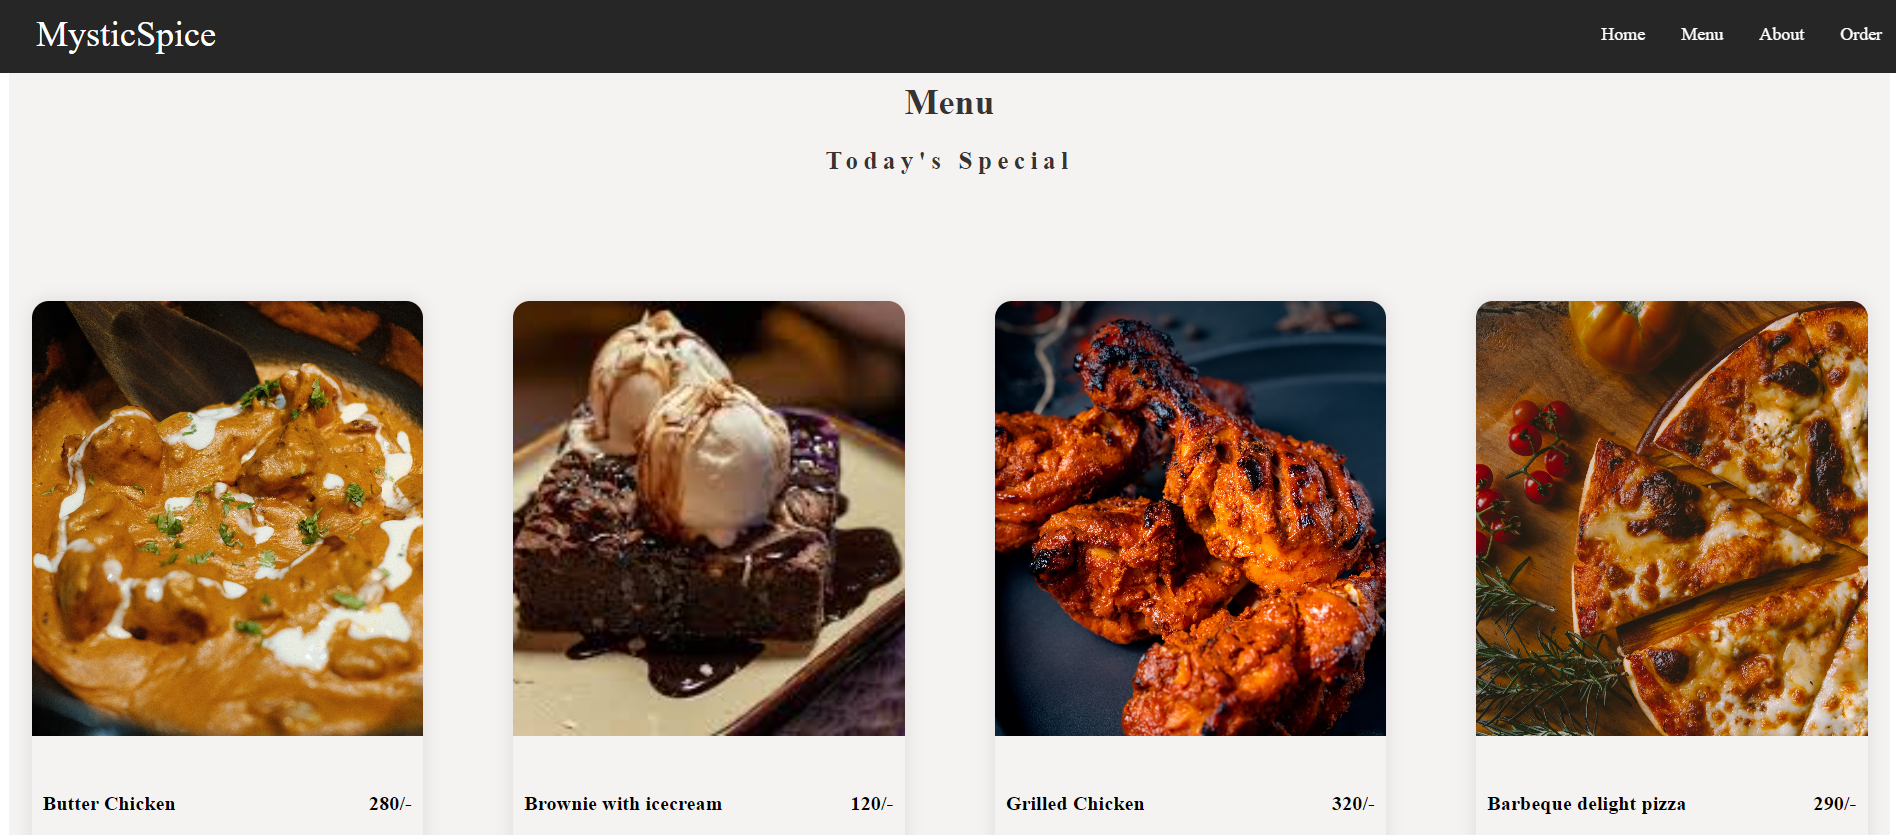 MysticSpice Home Menu About Order
Menu
Today's Special
Butter Chicken 280/- Brownie with icecream 120/- Grilled Chicken 320/- Barbeque delight pizza 290/-